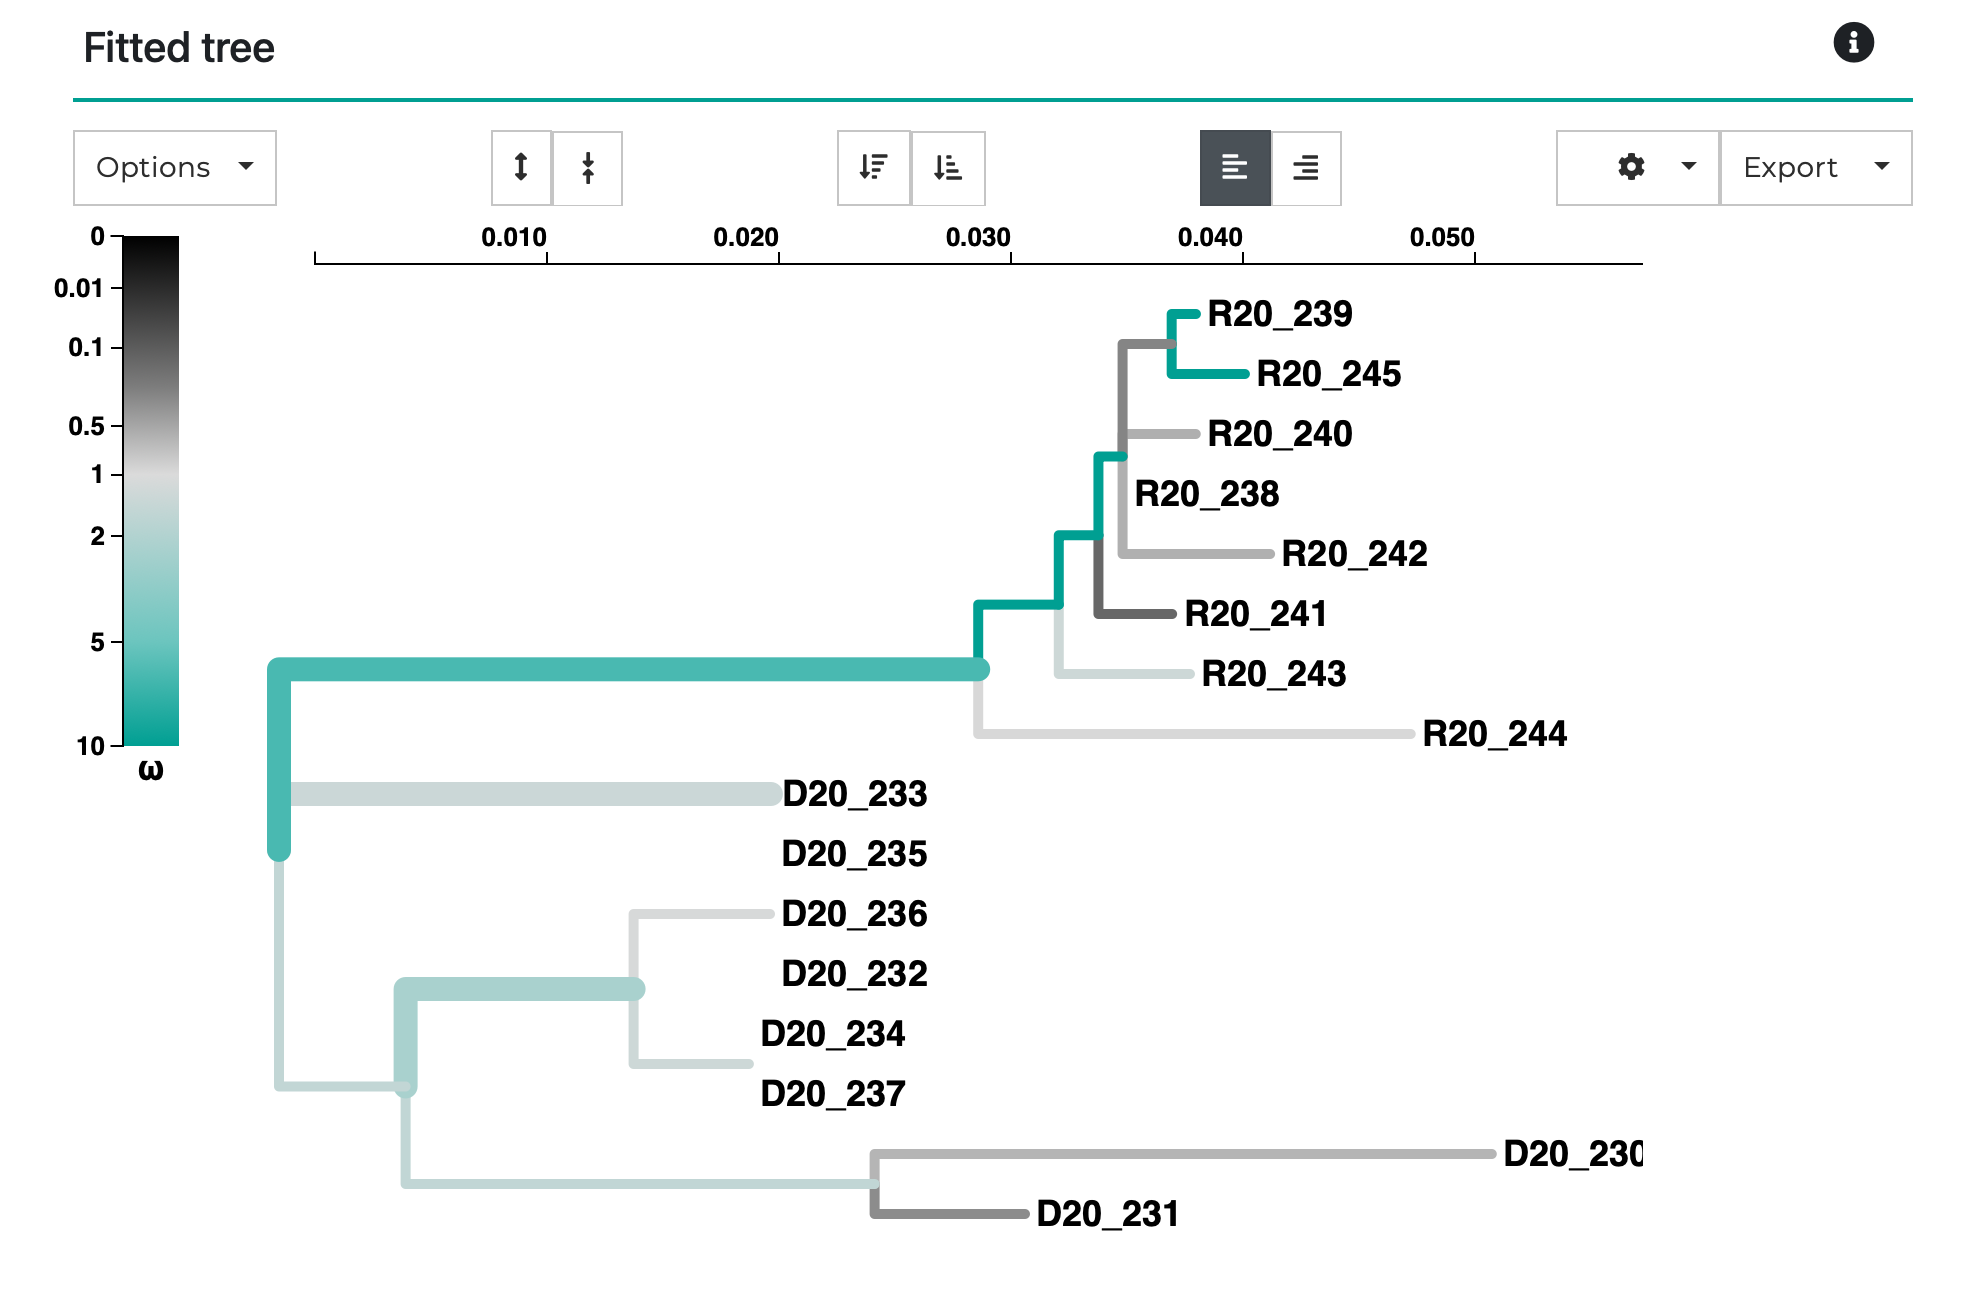 Fitted tree
Options
Export
0.010 0.020 0.030 0.040 0.050
0
0.01
0.1
0.5
1
2
5
10
ω
R20_239
R20_245
R20_240
R20_238
R20_242
R20_241
R20_243
R20_244
D20_233
D20_235
D20_236
D20_232
D20_234
D20_237
D20_230
D20_231